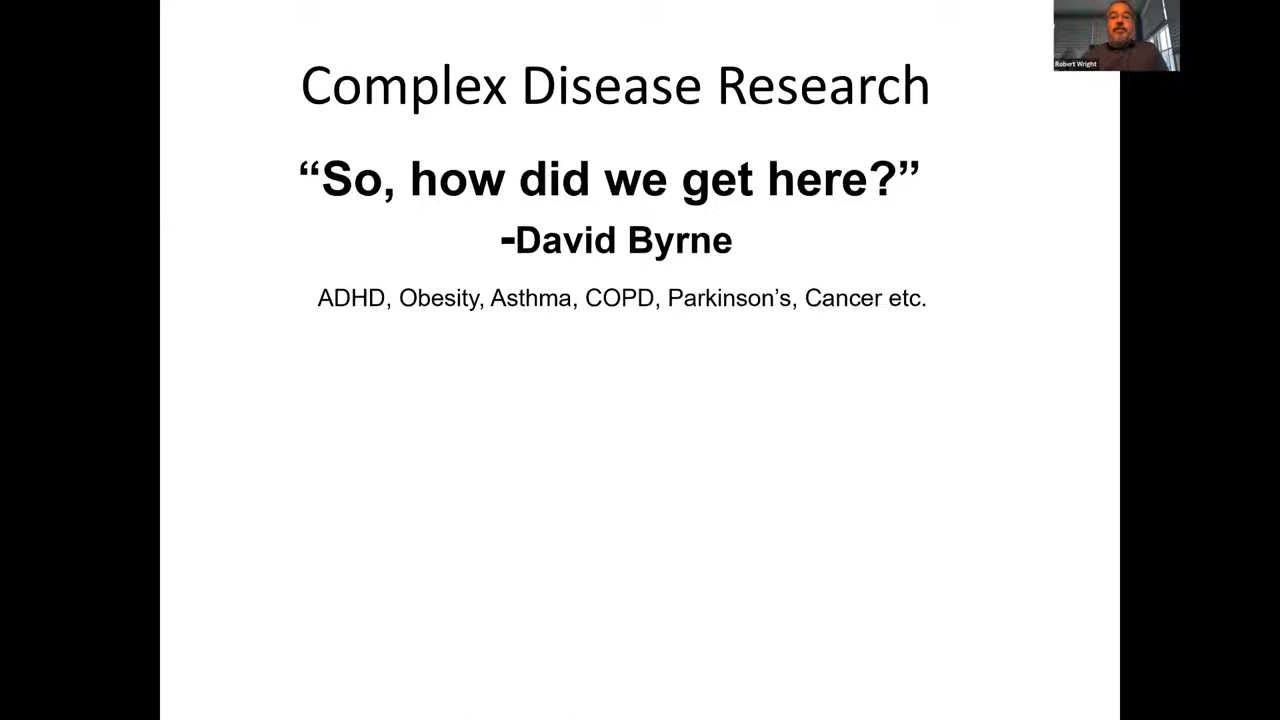 Complex Disease Research
“So, how did we get here?”
-David Byrne
ADHD, Obesity, Asthma, COPD, Parkinson’s, Cancer etc.
Robert Wright